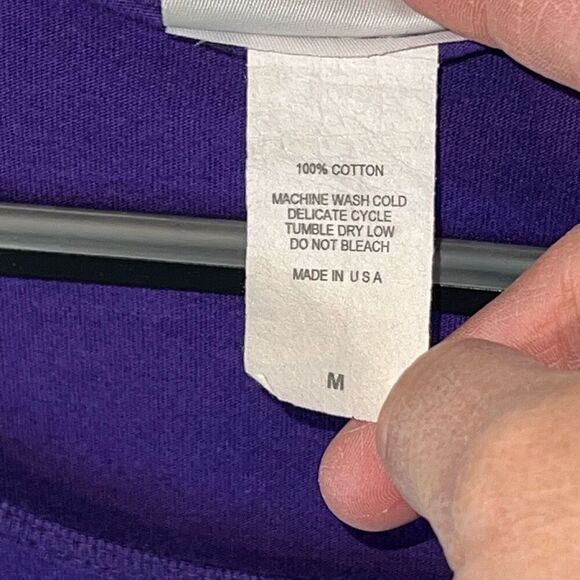 100% COTTON
MACHINE WASH COLD
DELICATE CYCLE
TUMBLE DRY LOW
DO NOT BLEACH
MADE IN U S A
M